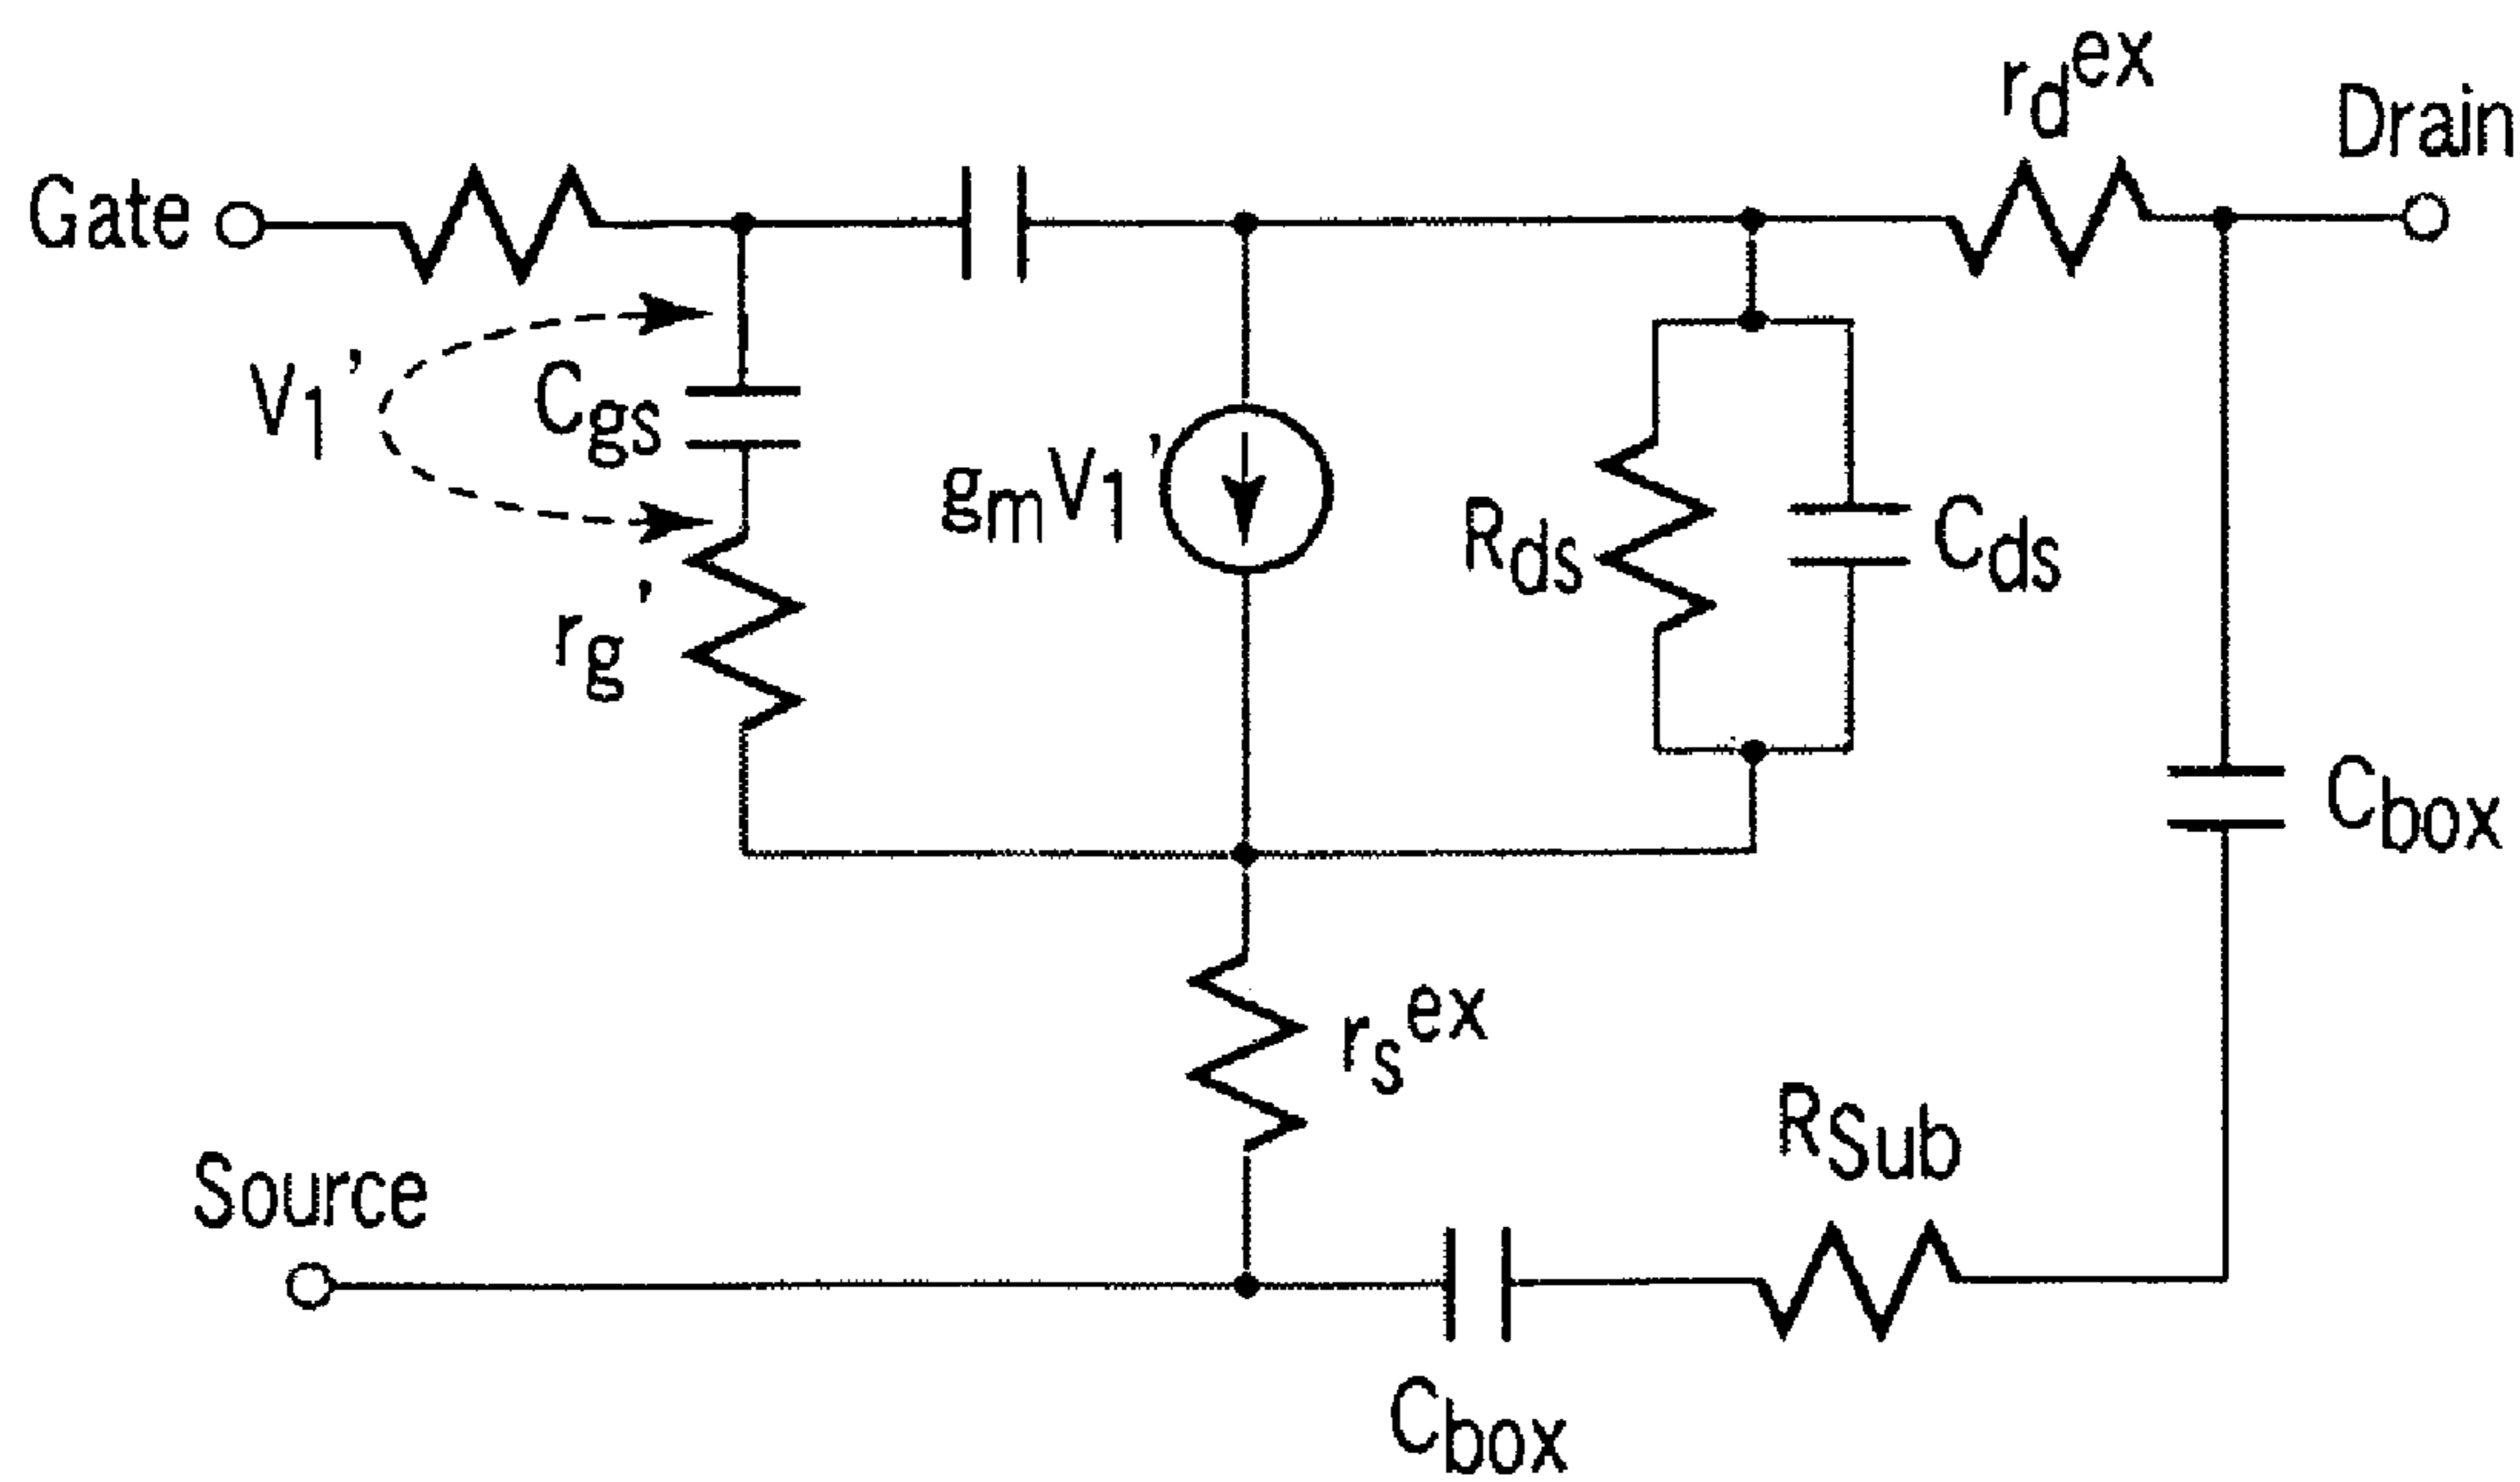 rd^ex
Drain
Gate
V1'
Cgs
gmV1'
Rds
Cds
rg'
Cbox
rs^ex
RSub
Source
Cbox